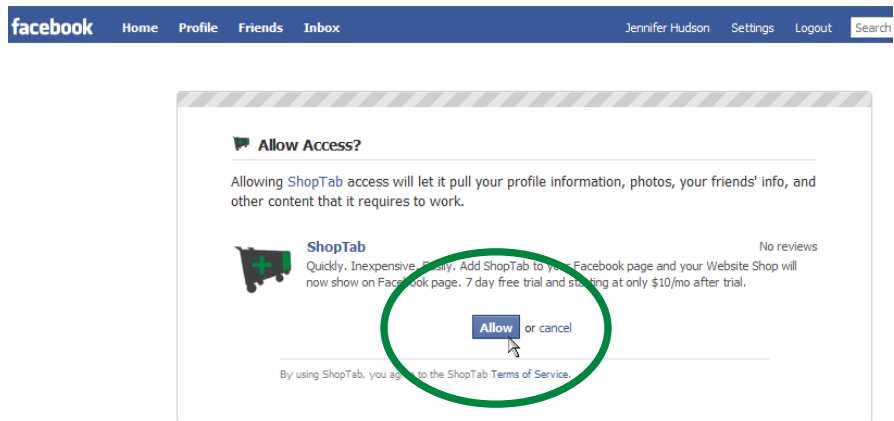 facebook Home Profile Friends Inbox Jennifer Hudson Settings Logout Search
Allow Access?
Allowing ShopTab access will let it pull your profile information, photos, your friends' info, and
other content that it requires to work.
ShopTab No reviews
Quickly. Inexpensive. Easily. Add ShopTab to your Facebook page and your Website Shop will
now show on Facebook page. 7 day free trial and starting at only $10/mo after trial.
Allow or cancel
By using ShopTab, you agree to the ShopTab Terms of Service.